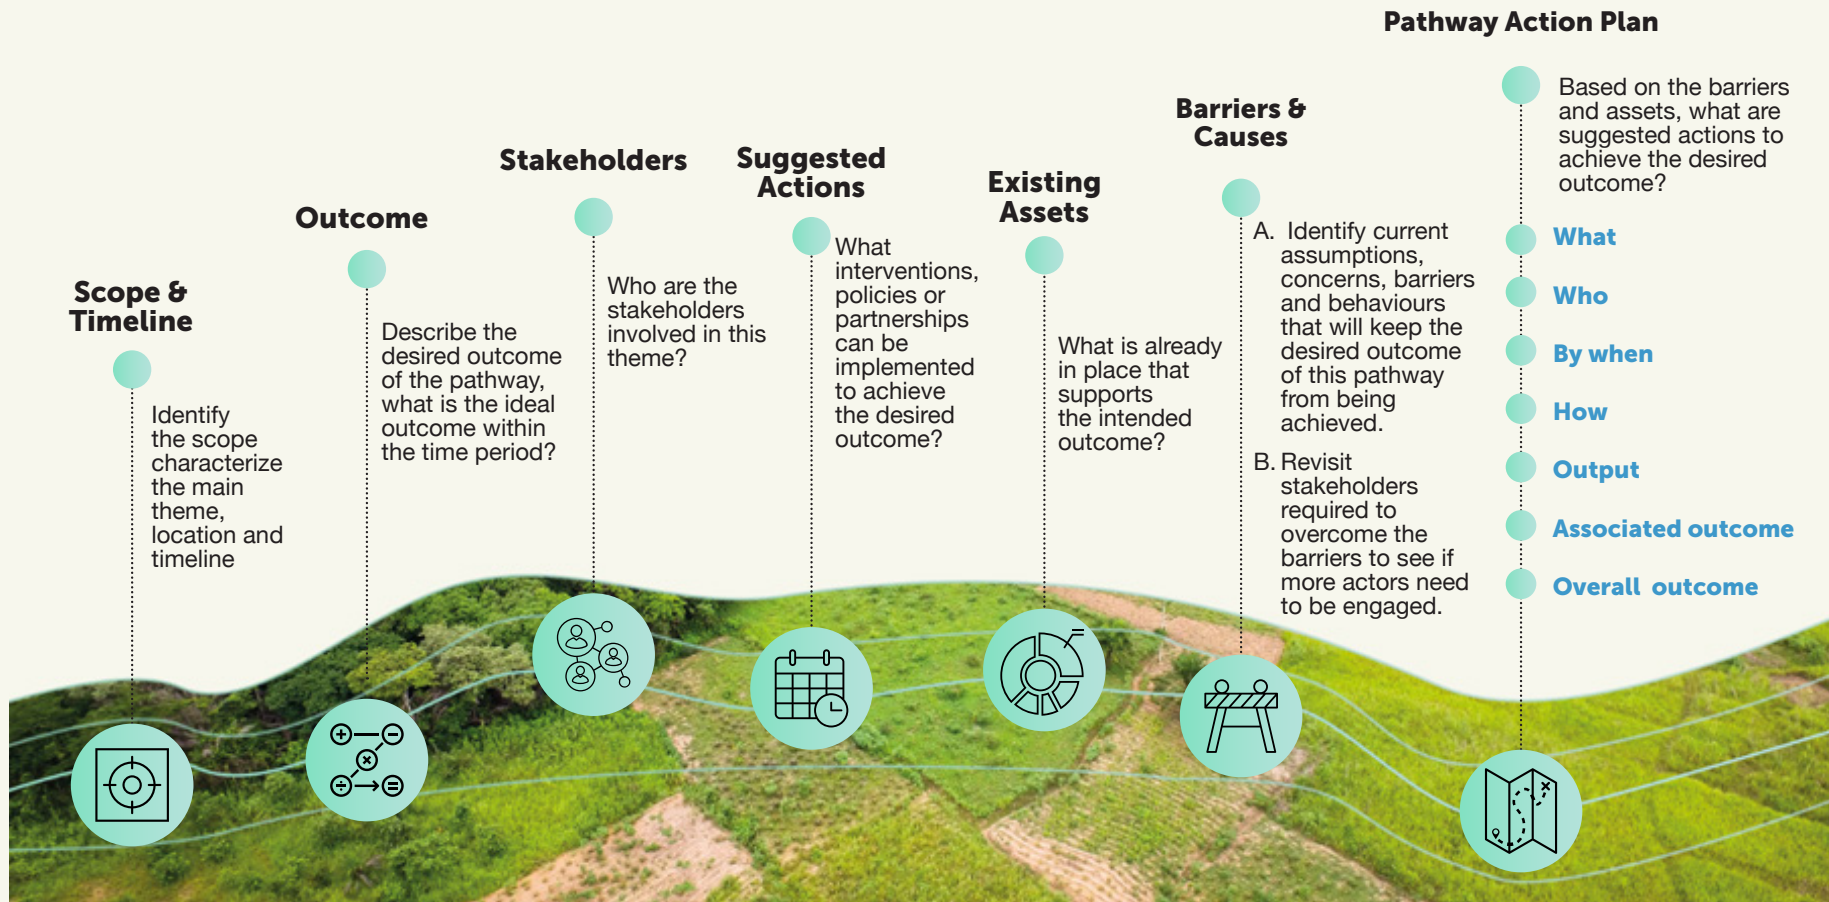 Scope &
Timeline
Identify
the scope
characterize
the main
theme,
location and
timeline
Outcome
Describe the
desired outcome
of the pathway,
what is the ideal
outcome within
the time period?
Stakeholders
Who are the
stakeholders
involved in this
theme?
Suggested
Actions
What
interventions,
policies or
partnerships
can be
implemented
to achieve
the desired
outcome?
Existing
Assets
What is already
in place that
supports
the intended
outcome?
Barriers &
Causes
A. Identify current
assumptions,
concerns, barriers
and behaviours
that will keep the
desired outcome
of this pathway
from being
achieved.
B. Revisit
stakeholders
required to
overcome the
barriers to see if
more actors need
to be engaged.
Pathway Action Plan
Based on the barriers
and assets, what are
suggested actions to
achieve the desired
outcome?
What
Who
By when
How
Output
Associated outcome
Overall outcome